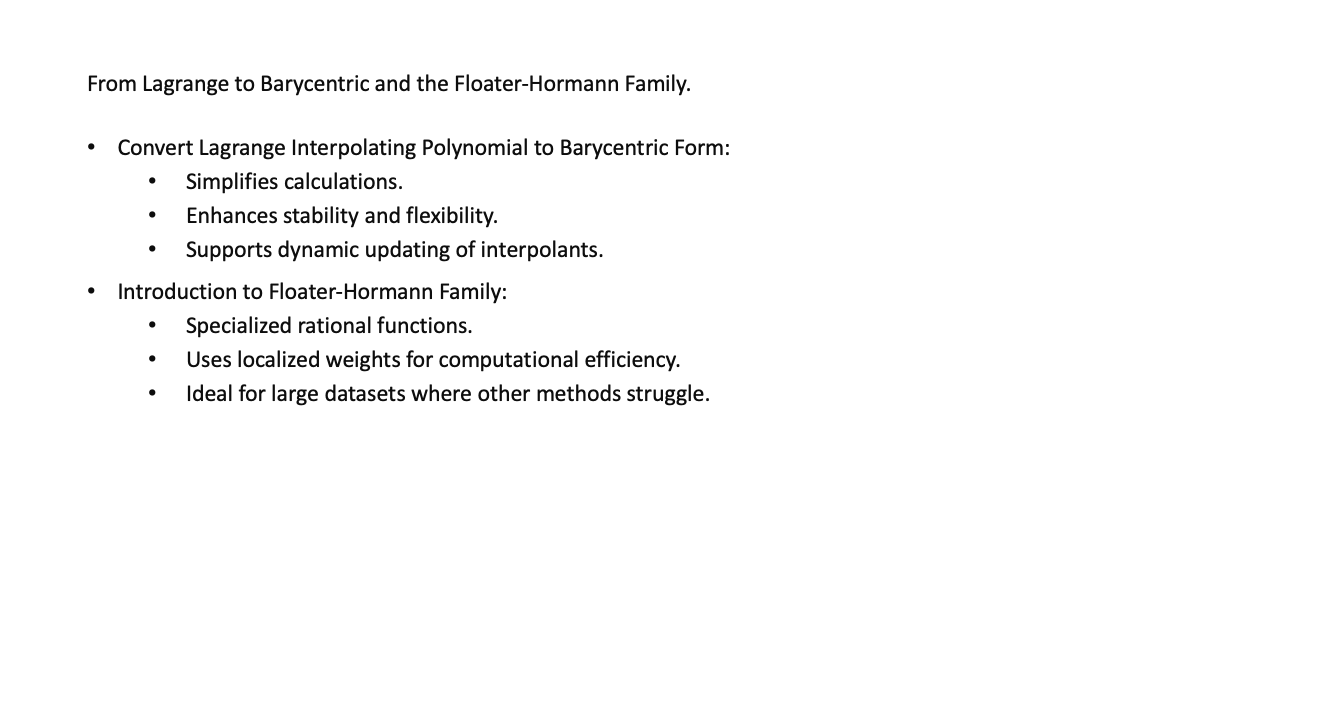 From Lagrange to Barycentric and the Floater-Hormann Family.
• Convert Lagrange Interpolating Polynomial to Barycentric Form:
• Simplifies calculations.
• Enhances stability and flexibility.
• Supports dynamic updating of interpolants.
• Introduction to Floater-Hormann Family:
• Specialized rational functions.
• Uses localized weights for computational efficiency.
• Ideal for large datasets where other methods struggle.